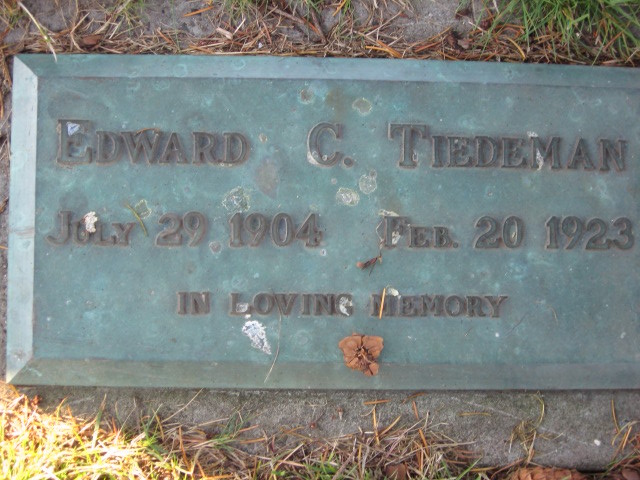 Edward C. Tiedeman
July 29 1904 Feb. 20 1923
In Loving Memory